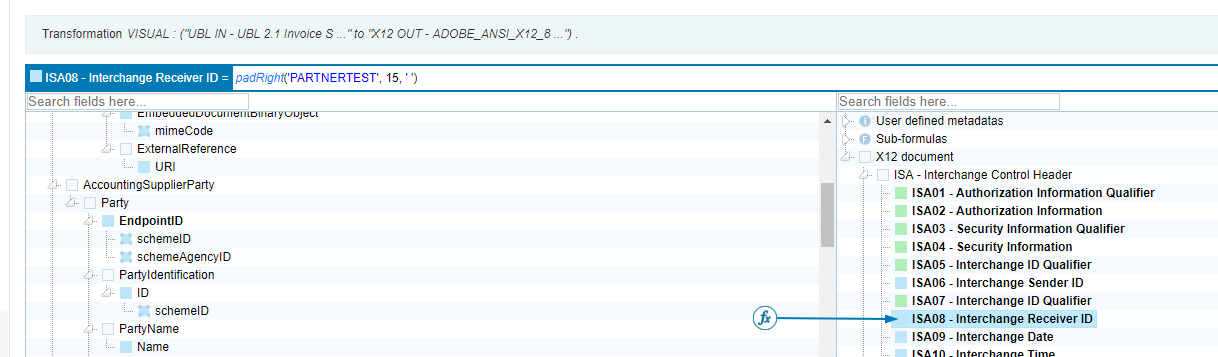 Transformation VISUAL : ("UBL IN - UBL 2.1 Invoice S ..." to "X12 OUT - ADOBE_ANSI_X12_8 ...") .
ISA08 - Interchange Receiver ID = padRight('PARTNERTEST', 15, ' ')
Search fields here...
EmbeddedDocumentBinaryObject
mimeCode
ExternalReference
URI
AccountingSupplierParty
Party
EndpointID
schemeID
schemeAgencyID
PartyIdentification
ID
schemeID
PartyName
Name
fx
Search fields here...
I User defined metadatas
F Sub-formulas
X12 document
ISA - Interchange Control Header
ISA01 - Authorization Information Qualifier
ISA02 - Authorization Information
ISA03 - Security Information Qualifier
ISA04 - Security Information
ISA05 - Interchange ID Qualifier
ISA06 - Interchange Sender ID
ISA07 - Interchange ID Qualifier
ISA08 - Interchange Receiver ID
ISA09 - Interchange Date
ISA10 - Interchange Time